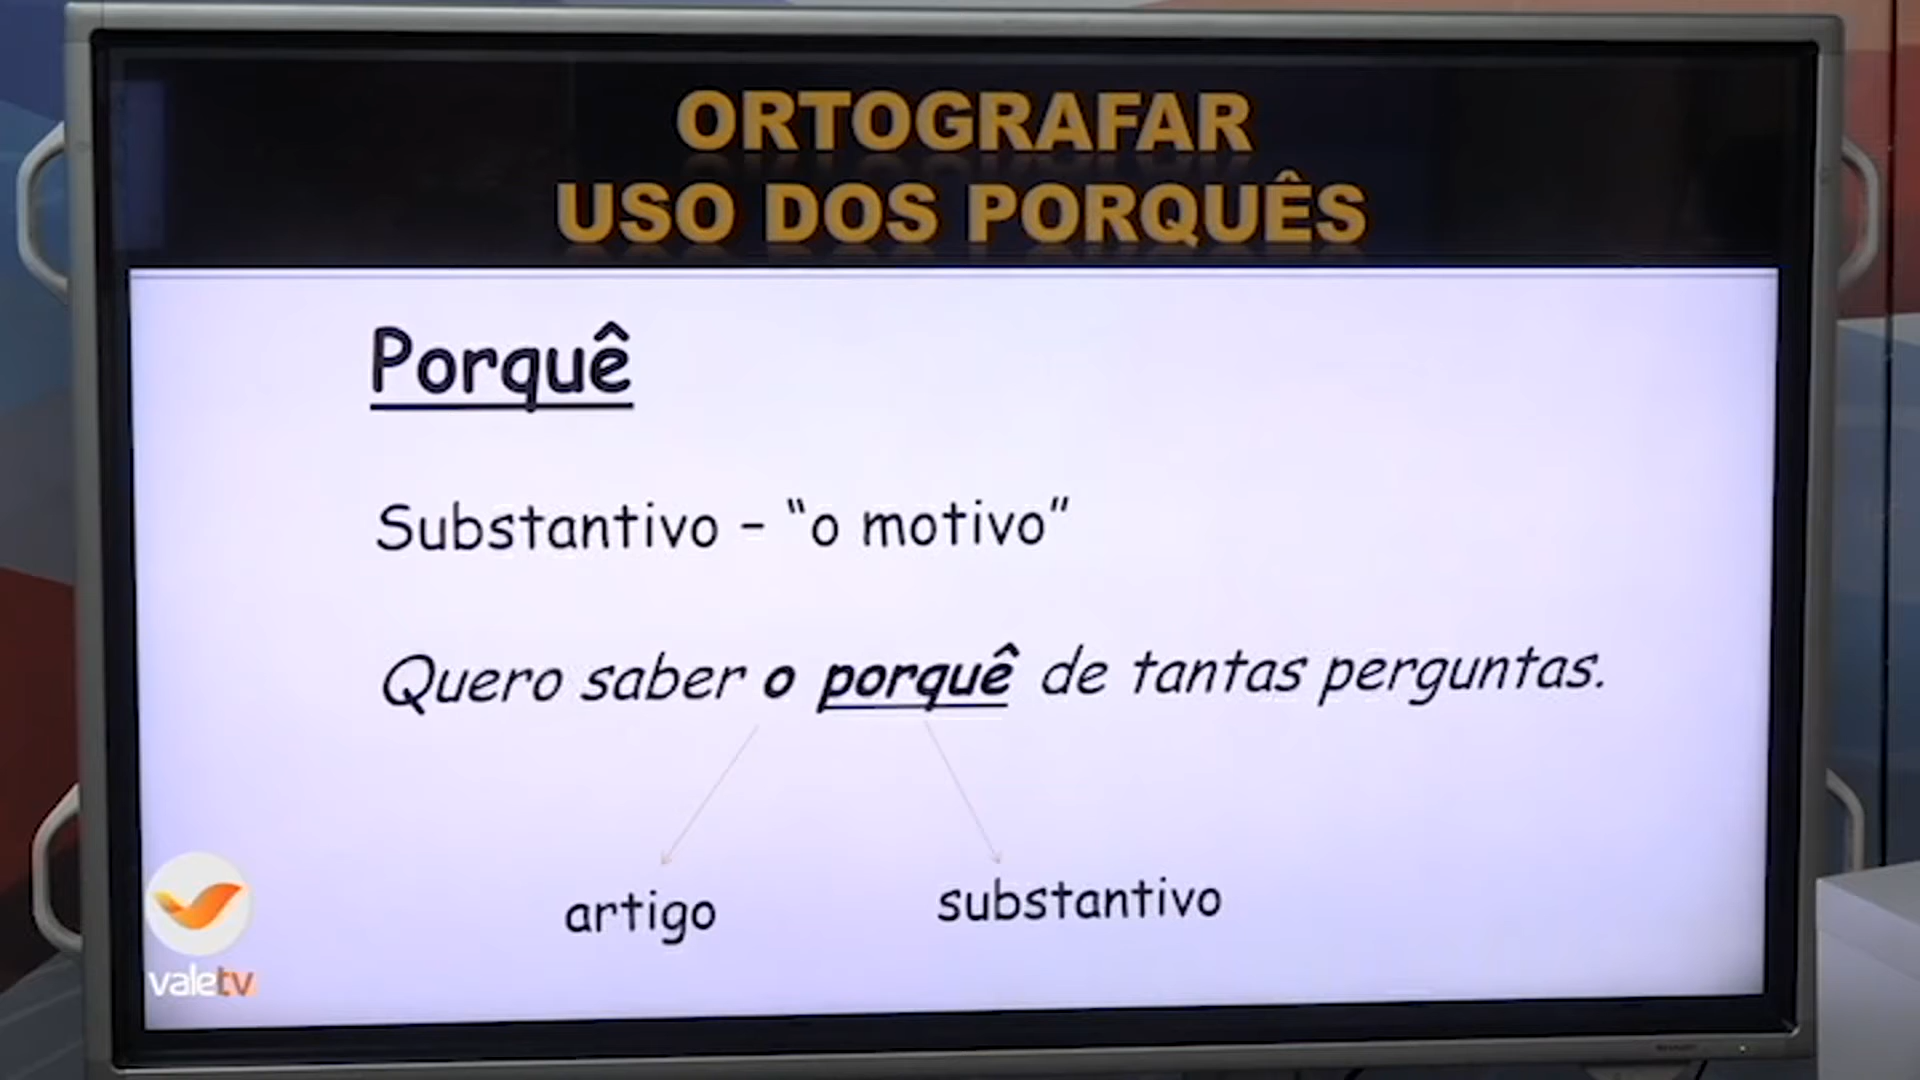 ORTOGRAFAR
USO DOS PORQUÊS
Porquê
Substantivo – “o motivo”
Quero saber o porquê de tantas perguntas.
artigo substantivo
valetv